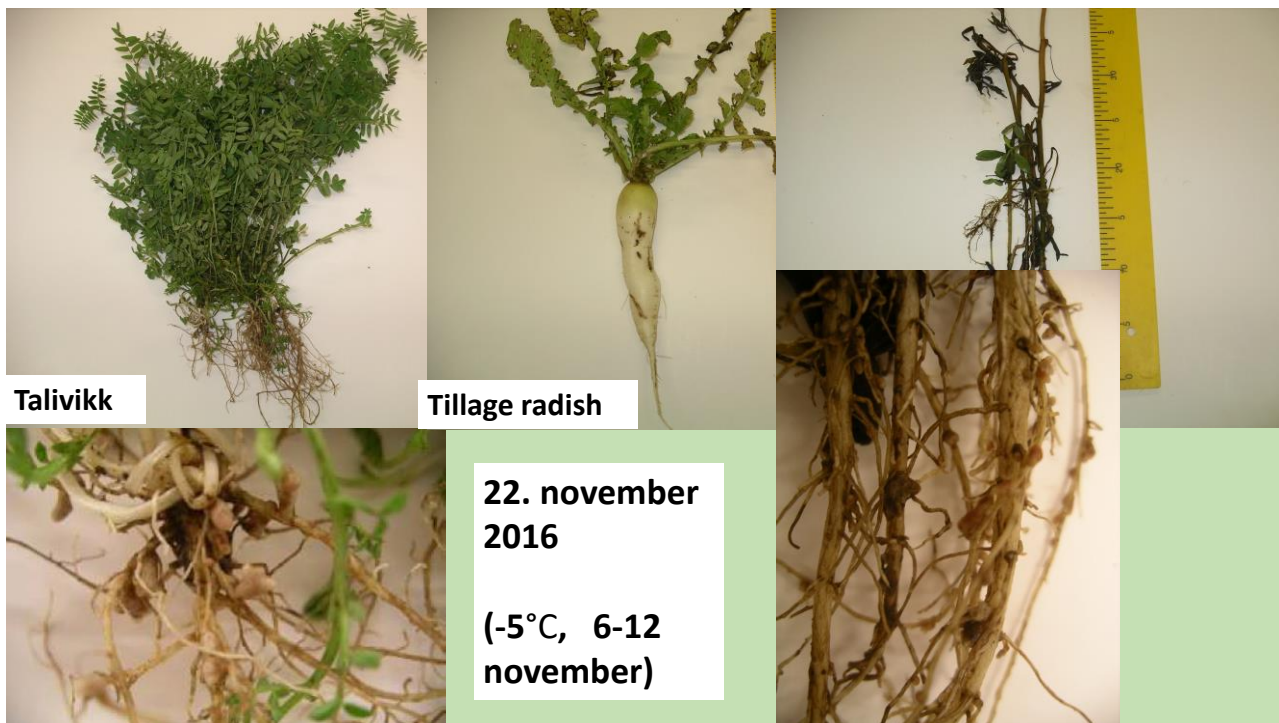 Talivikk
Tillage radish
22. november
2016
(-5°C, 6-12
november)